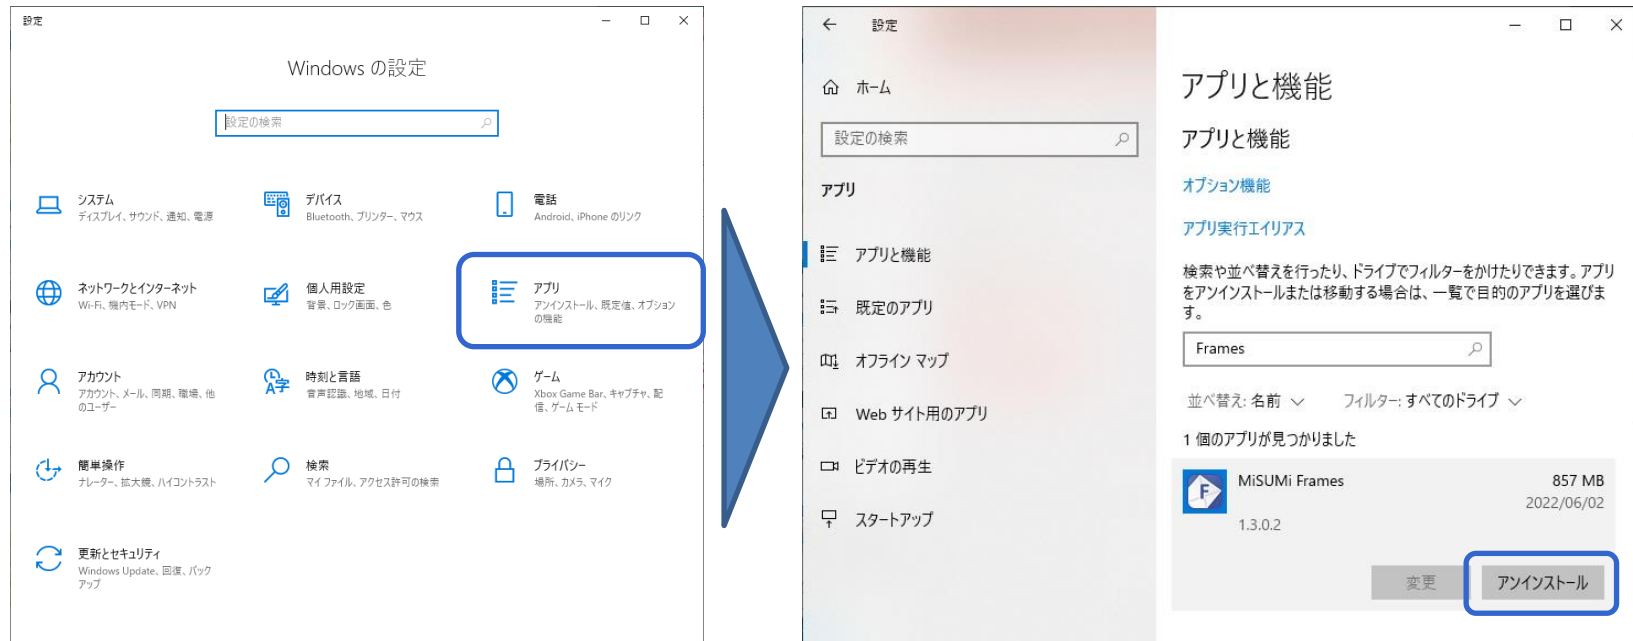 設定
Windows の設定
設定の検索
システム
ディスプレイ、サウンド、通知、電源
デバイス
Bluetooth、プリンター、マウス
電話
Android、iPhone のリンク
ネットワークとインターネット
Wi-Fi、機内モード、VPN
個人用設定
背景、ロック画面、色
アプリ
アンインストール、既定値、オプション
の機能
アカウント
アカウント、メール、同期、職場、他
のユーザー
時刻と言語
音声認識、地域、日付
ゲーム
Xbox Game Bar、キャプチャ、配
信、ゲーム モード
簡単操作
ナレーター、拡大鏡、ハイコントラスト
検索
マイ ファイル、アクセス許可の検索
プライバシー
場所、カメラ、マイク
更新とセキュリティ
Windows Update、回復、バック
アップ
設定
ホーム
設定の検索
アプリ
アプリと機能
既定のアプリ
オフライン マップ
Web サイト用のアプリ
ビデオの再生
スタートアップ
アプリと機能
アプリと機能
オプション機能
アプリ実行エイリアス
検索や並べ替えを行ったり、ドライブでフィルターをかけたりできます。アプリ
をアンインストールまたは移動する場合は、一覧で目的のアプリを選びま
す。
Frames
並べ替え: 名前 フィルター: すべてのドライブ
1 個のアプリが見つかりました
F
MiSUMi Frames 857 MB
2022/06/02
1.3.0.2
変更 アンインストール